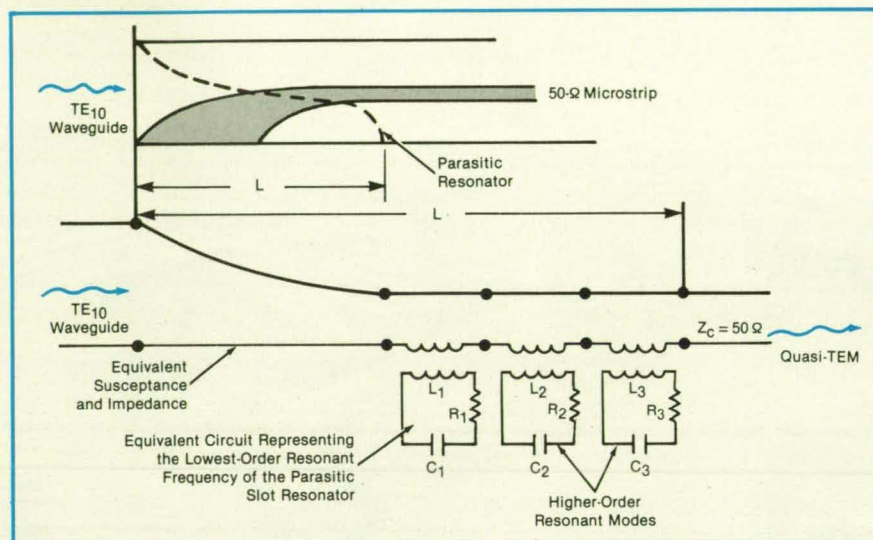 TE10
Waveguide
50-Ω Microstrip
Parasitic
Resonator
L
L
TE10
Waveguide
ZC = 50 Ω
Quasi-TEM
Equivalent
Susceptance
and Impedance
L1
L2
L3
R1
R2
R3
Equivalent Circuit Representing
the Lowest-Order Resonant
Frequency of the Parasitic
Slot Resonator
C1
C2
C3
Higher-Order
Resonant Modes